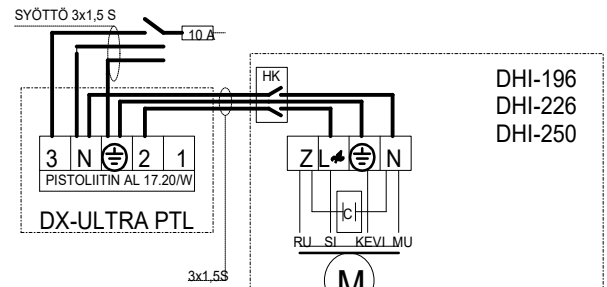 SYÖTTÖ 3x1,5 S
10 A
HK
DHI-196
DHI-226
DHI-250
3 N 2 1
Z L N
PISTOLIITIN AL 17.20/W
C
DX-ULTRA PTL
RU SI KEVI MU
3x1,5S
M